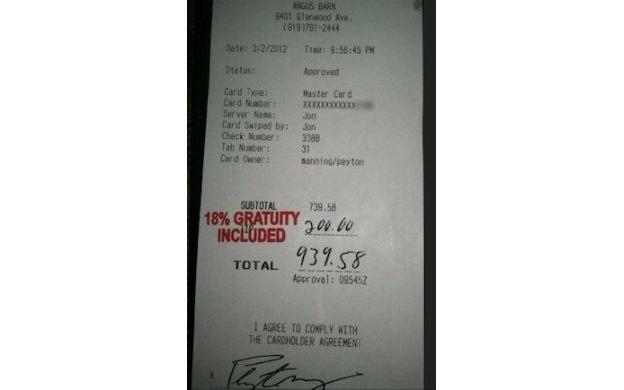 ANGUS BARN
9401 Glenwood Ave.
(919)781-2444
Date: 3/2/2012 Time: 9:56:45 PM
Status: Approved
Card Type: Master Card
Card Number: XXXXXXXXXXXX
Server Name: Jon
Card Swiped by: Jon
Check Number: 3388
Tab Number: 31
Card Owner: manning/peyton
SUBTOTAL 739.58
18% GRATUITY
INCLUDED
200.00
TOTAL 939.58
Approval: 09545Z
I AGREE TO COMPLY WITH
THE CARDHOLDER AGREEMENT
X